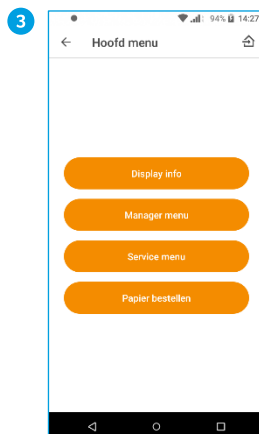 3
94% 14:27
Hoofd menu
Display info
Manager menu
Service menu
Papier bestellen